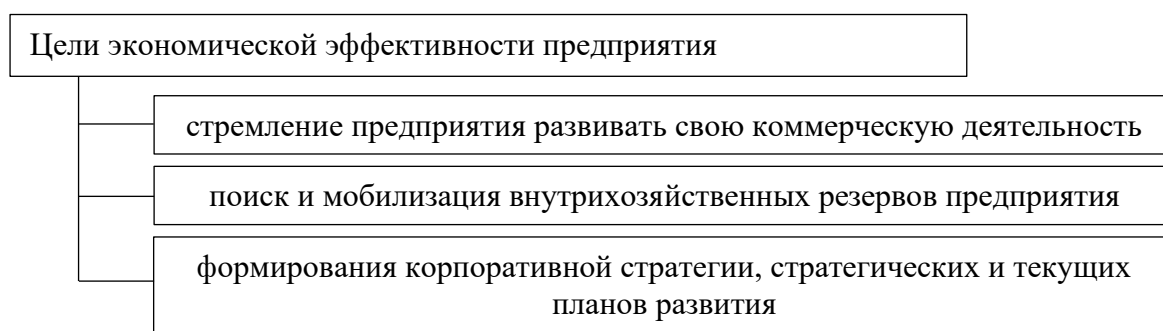 Цели экономической эффективности предприятия
стремление предприятия развивать свою коммерческую деятельность
поиск и мобилизация внутрихозяйственных резервов предприятия
формирования корпоративной стратегии, стратегических и текущих
планов развития